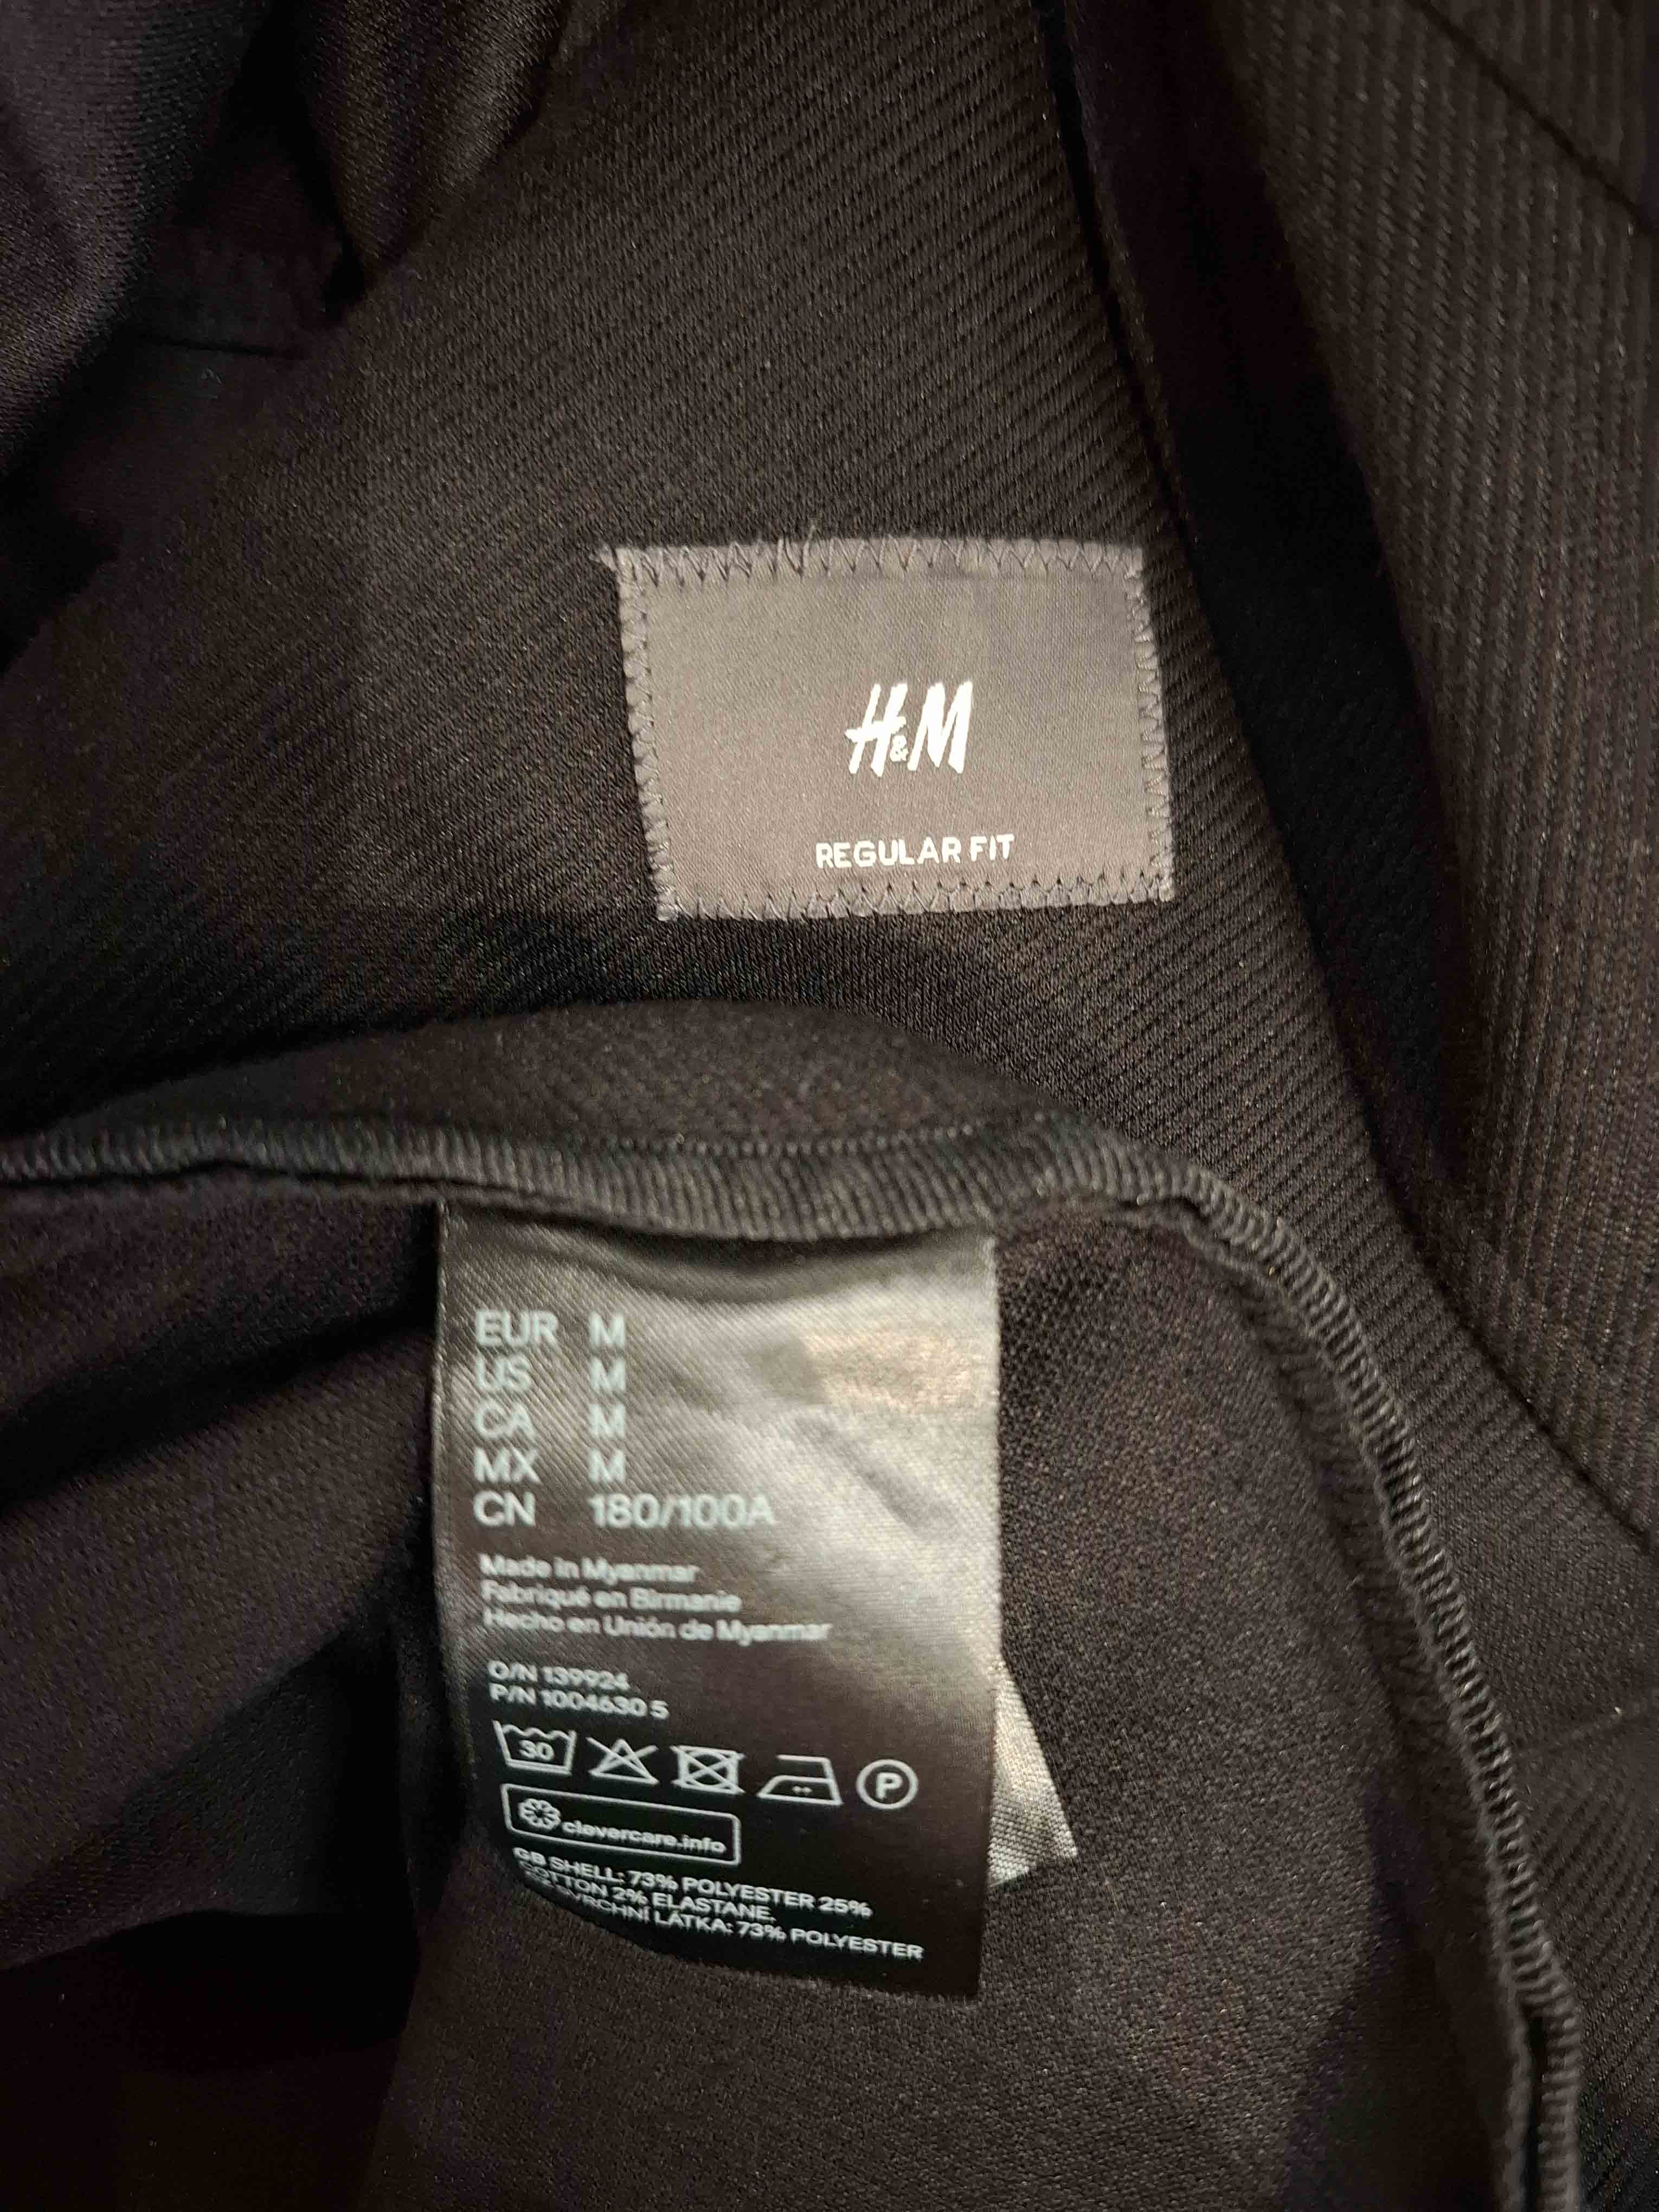 H&M
REGULAR FIT
EUR M
US M
CA M
MX M
CN 180/100A
Made in Myanmar
Fabriqué en Birmanie
Hecho en Unión de Myanmar
O/N 139924
P/N 1004630 5
30
P
clevercare.info
GB SHELL: 73% POLYESTER 25%
COTTON 2% ELASTANE.
LÁTKA: 73% POLYESTER